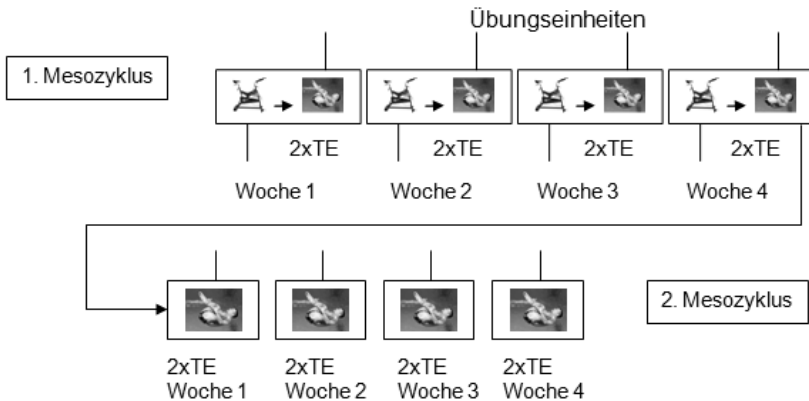 Übungseinheiten
1. Mesozyklus
2xTE 2xTE 2xTE 2xTE
Woche 1 Woche 2 Woche 3 Woche 4
2. Mesozyklus
2xTE 2xTE 2xTE 2xTE
Woche 1 Woche 2 Woche 3 Woche 4